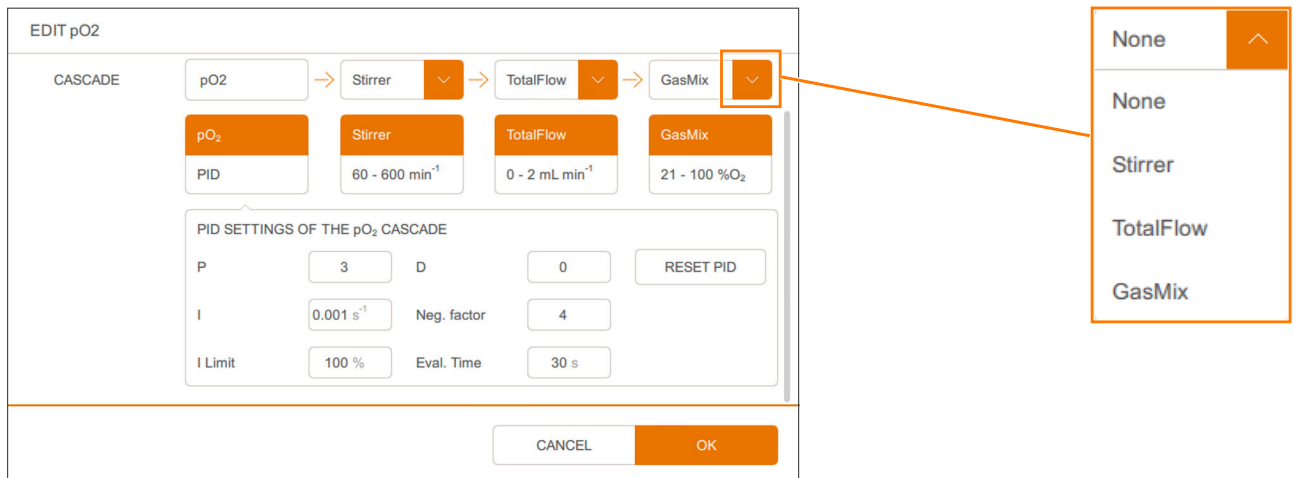 EDIT pO2
CASCADE pO2 Stirrer TotalFlow GasMix
pO₂ Stirrer TotalFlow GasMix
PID 60 - 600 min⁻¹ 0 - 2 mL min⁻¹ 21 - 100 %O₂
PID SETTINGS OF THE pO₂ CASCADE
P 3 D 0 RESET PID
I 0.001 s⁻¹ Neg. factor 4
I Limit 100 % Eval. Time 30 s
CANCEL OK
None
None
Stirrer
TotalFlow
GasMix